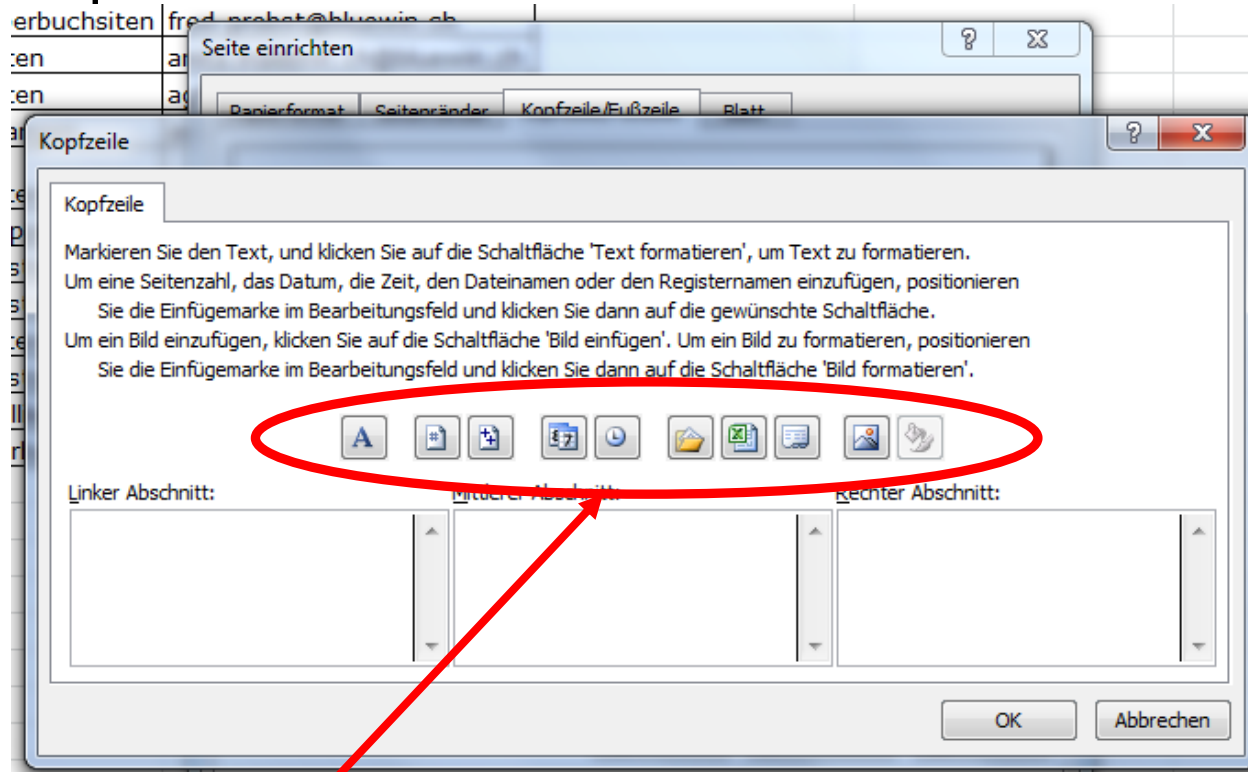 erbuchsiten
Seite einrichten
Papierformat Seitenränder Kopfzeile/Fußzeile Blatt
Kopfzeile
Kopfzeile
Markieren Sie den Text, und klicken Sie auf die Schaltfläche 'Text formatieren', um Text zu formatieren.
Um eine Seitenzahl, das Datum, die Zeit, den Dateinamen oder den Registernamen einzufügen, positionieren
Sie die Einfügemarke im Bearbeitungsfeld und klicken Sie dann auf die gewünschte Schaltfläche.
Um ein Bild einzufügen, klicken Sie auf die Schaltfläche 'Bild einfügen'. Um ein Bild zu formatieren, positionieren
Sie die Einfügemarke im Bearbeitungsfeld und klicken Sie dann auf die Schaltfläche 'Bild formatieren'.
A
Linker Abschnitt: Mittlerer Abschnitt: Rechter Abschnitt:
OK Abbrechen